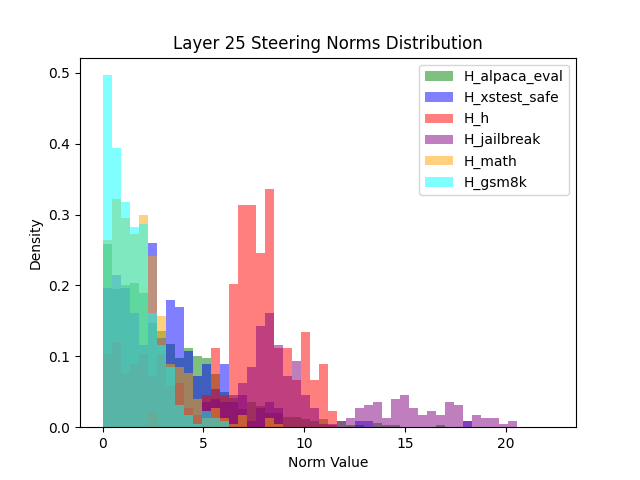 Layer 25 Steering Norms Distribution
H_alpaca_eval
H_xstest_safe
H_h
H_jailbreak
H_math
H_gsm8k
0.5
0.4
0.3
0.2
0.1
0.0
Density
0
5
10
15
20
Norm Value